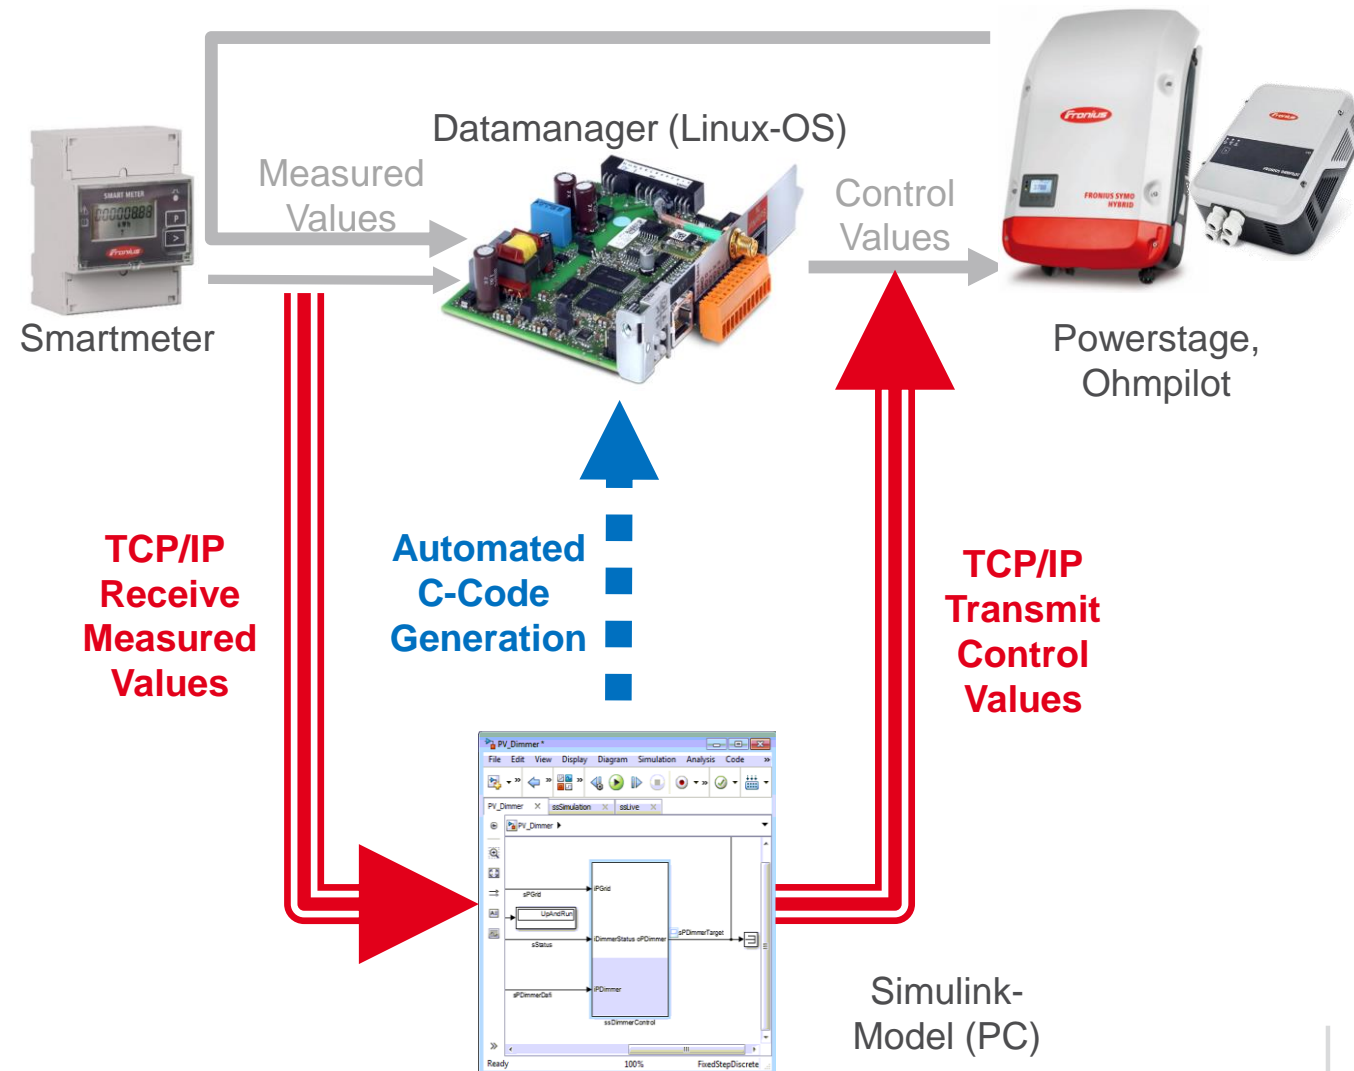 Datamanager (Linux-OS)
Measured
Values
Control
Values
SMART METER
kWh
P
>
Fronius
Fronius
FRONIUS SYMO
HYBRID
Fronius
Smartmeter
Powerstage,
Ohmpilot
TCP/IP
Receive
Measured
Values
Automated
C-Code
Generation
TCP/IP
Transmit
Control
Values
PV_Dimmer *
File Edit View Display Diagram Simulation Analysis Code »
PV_Dimmer ssSimulation ssLive
PV_Dimmer
sPGrid
iPGrid
UpAndRun
sStatus
iDimmerStatus oPDimmer
sPDimmerTarget
iPDimmer
ssDimmerControl
Ready 100% FixedStepDiscrete
Simulink-
Model (PC)